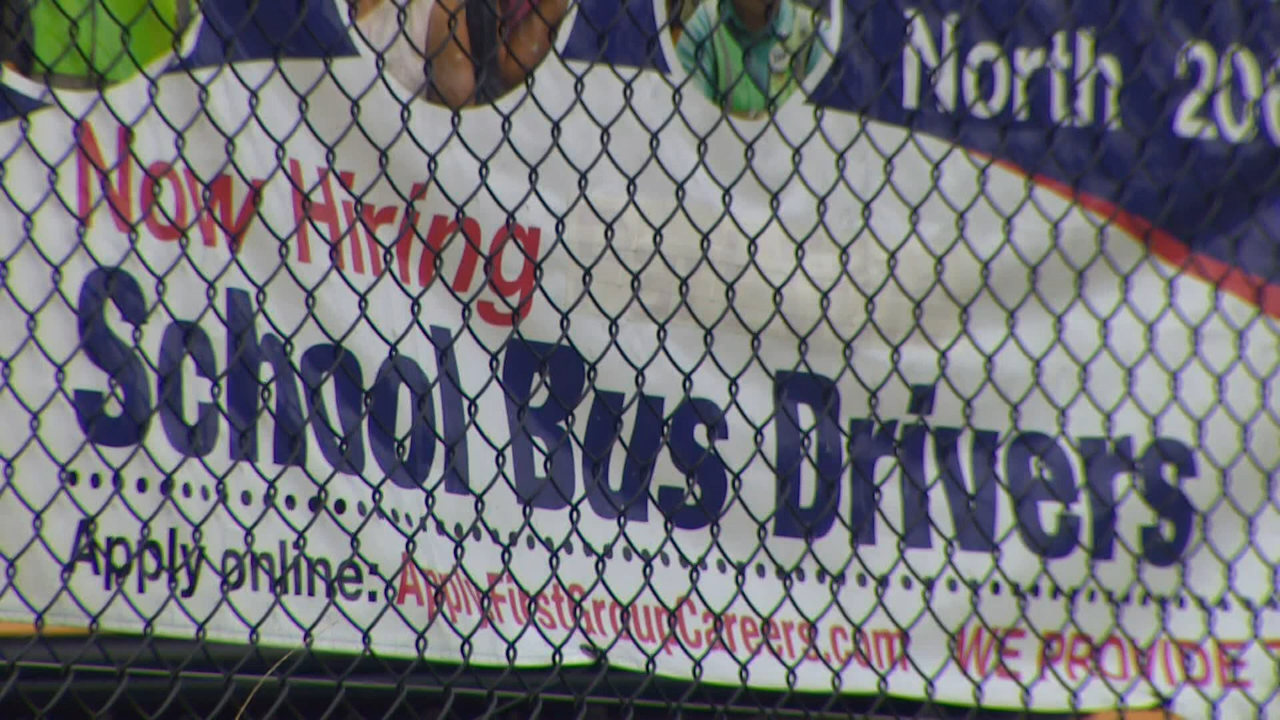 North
Now Hiring
School Bus Drivers
Apply online: ApplyFirstGroupCareers.com WE PROVIDE